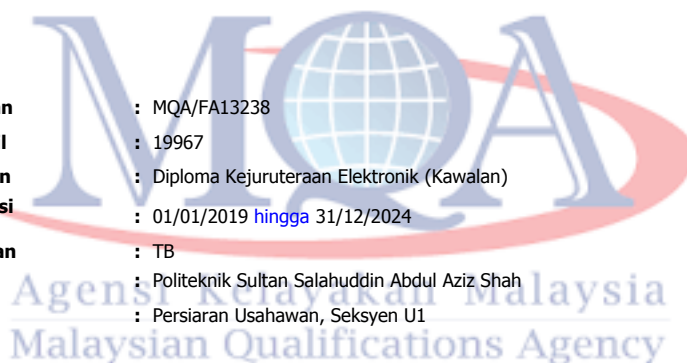 MQA
an : MQA/FA13238
l : 19967
n : Diploma Kejuruteraan Elektronik (Kawalan)
si : 01/01/2019 hingga 31/12/2024
an : TB
: Politeknik Sultan Salahuddin Abdul Aziz Shah
: Persiaran Usahawan, Seksyen U1
Agensi Kelayakan Malaysia
Malaysian Qualifications Agency